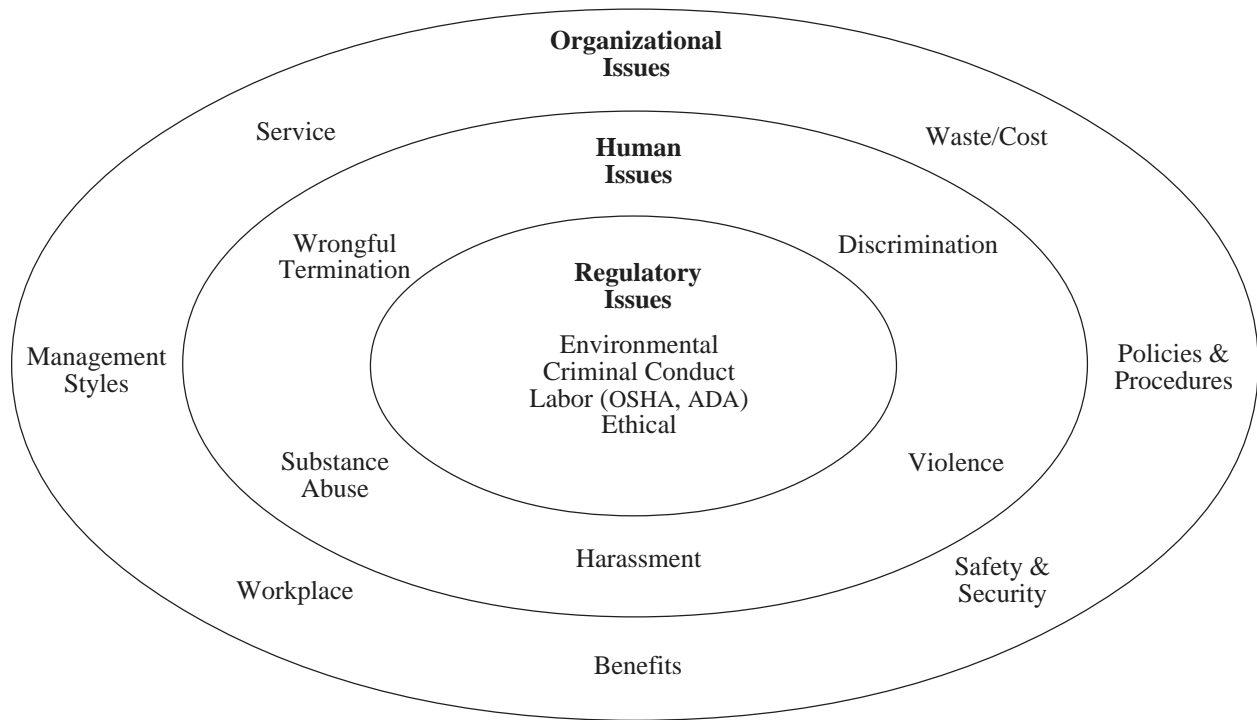 Organizational
Issues
Service
Waste/Cost
Human
Issues
Wrongful
Termination
Discrimination
Regulatory
Issues
Environmental
Criminal Conduct
Labor (OSHA, ADA)
Ethical
Management
Styles
Policies &
Procedures
Substance
Abuse
Violence
Harassment
Workplace
Safety &
Security
Benefits